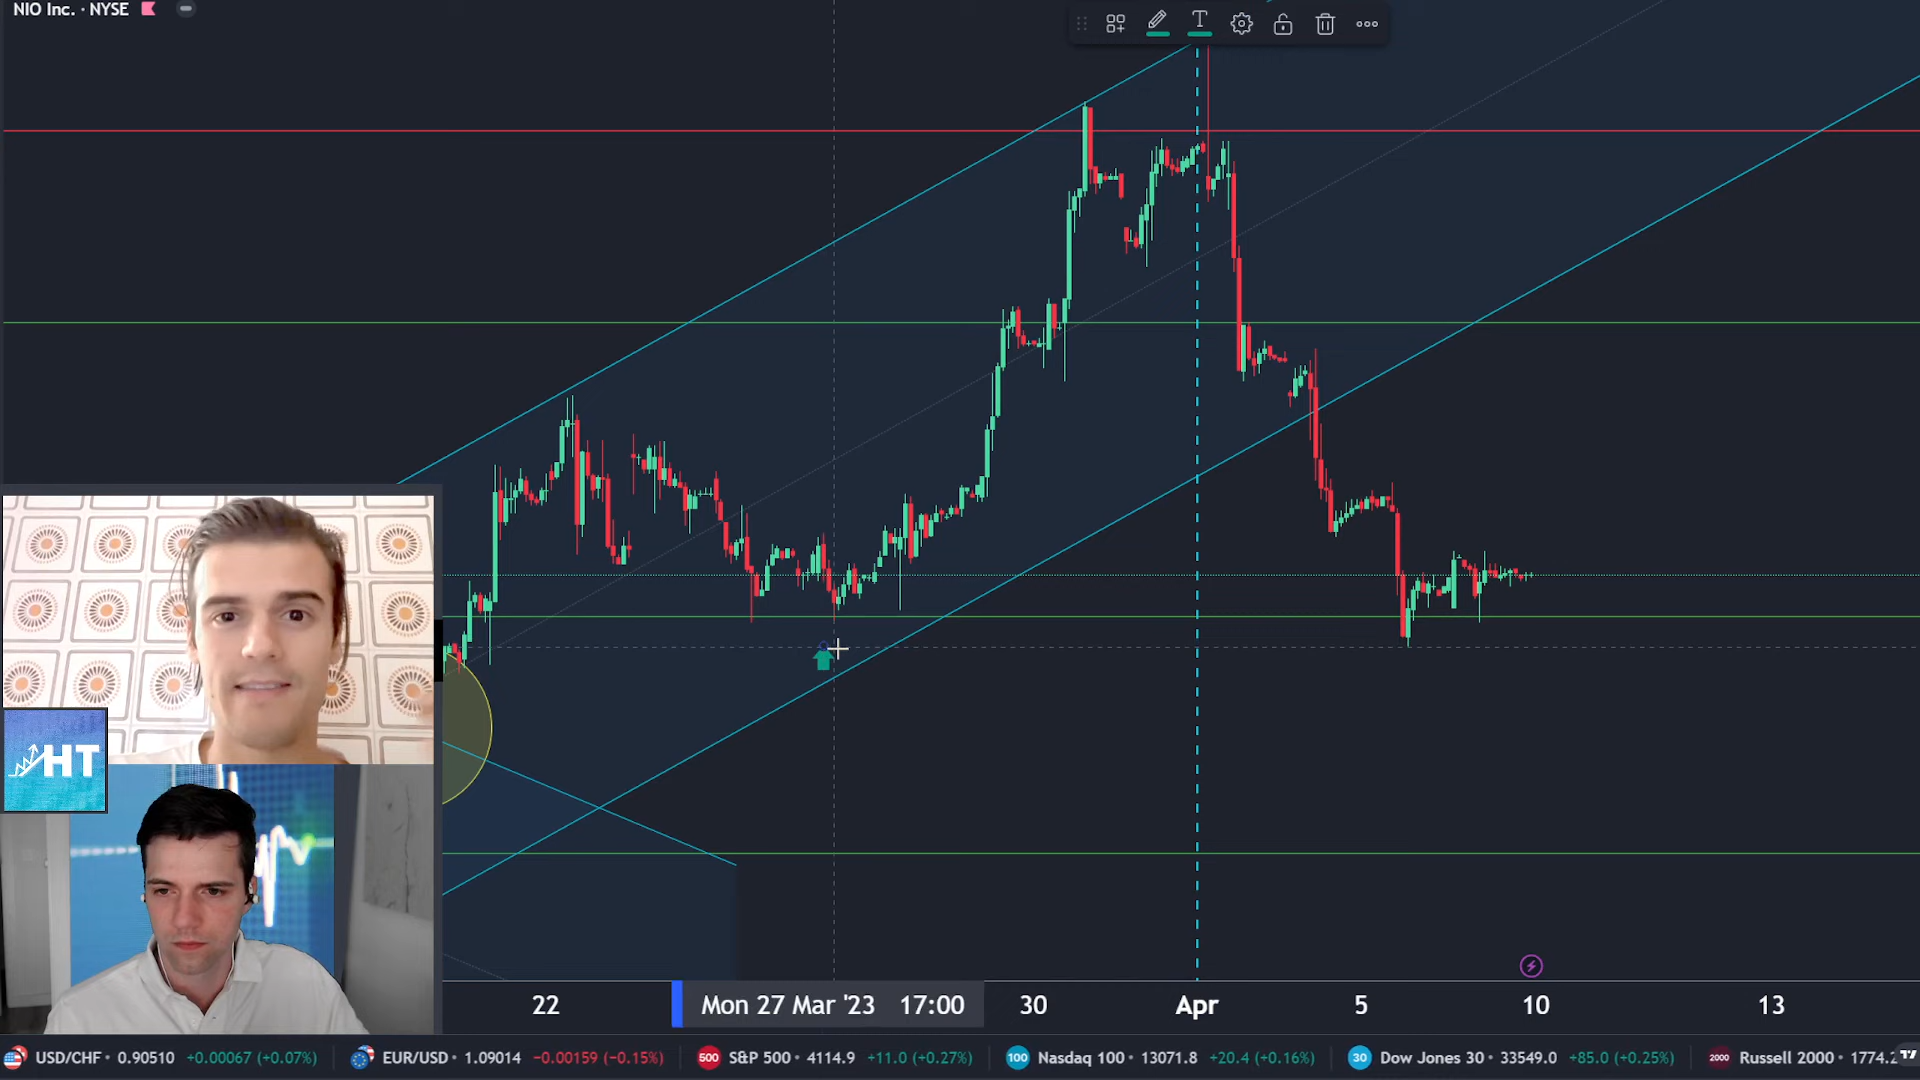 NIO Inc. · NYSE
T
HT
22
Mon 27 Mar '23 17:00
30
Apr
5
10
13
USD/CHF · 0.90510 +0.00067 (+0.07%)
EUR/USD · 1.09014 −0.00159 (−0.15%)
500 S&P 500 · 4114.9 +11.0 (+0.27%)
100 Nasdaq 100 · 13071.8 +20.4 (+0.16%)
30 Dow Jones 30 · 33549.0 +85.0 (+0.25%)
2000 Russell 2000 · 1774.2